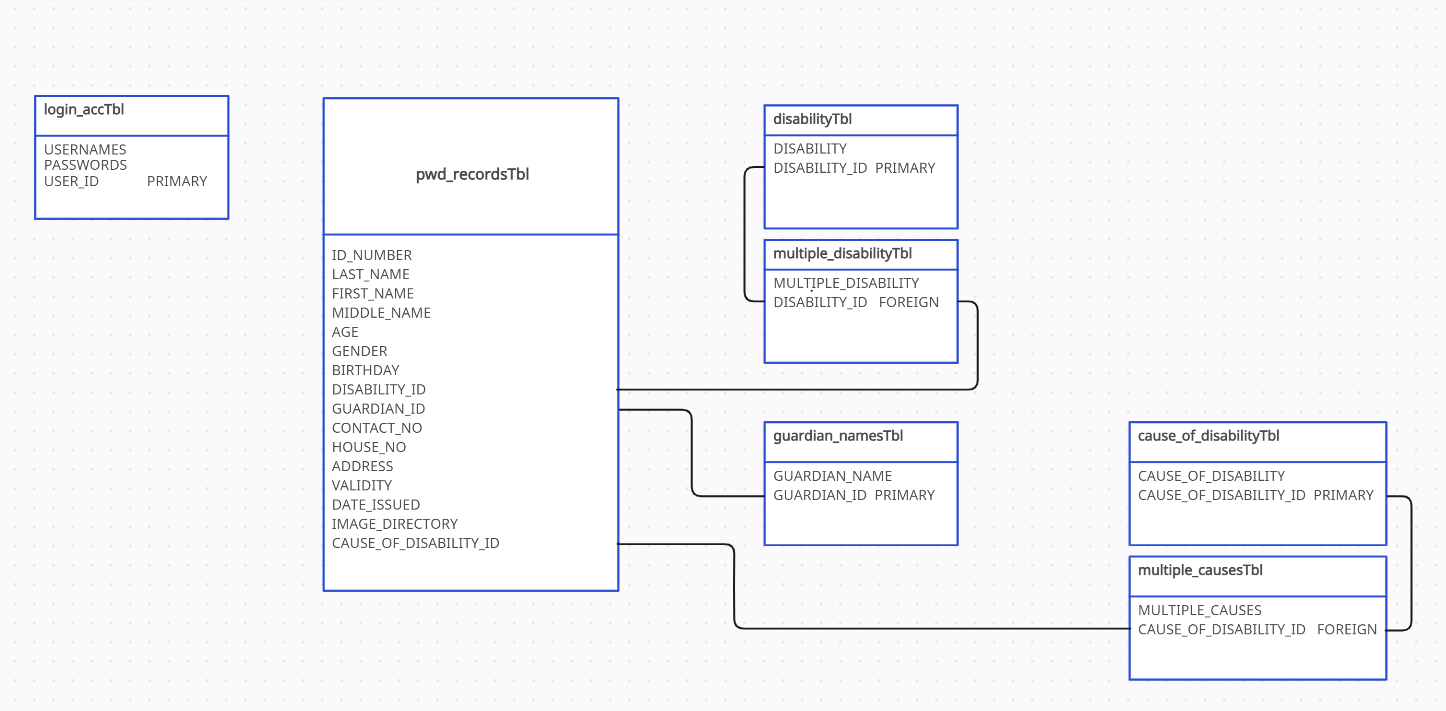 login_accTbl
USERNAMES
PASSWORDS
USER_ID PRIMARY
pwd_recordsTbl
ID_NUMBER
LAST_NAME
FIRST_NAME
MIDDLE_NAME
AGE
GENDER
BIRTHDAY
DISABILITY_ID
GUARDIAN_ID
CONTACT_NO
HOUSE_NO
ADDRESS
VALIDITY
DATE_ISSUED
IMAGE_DIRECTORY
CAUSE_OF_DISABILITY_ID
disabilityTbl
DISABILITY
DISABILITY_ID PRIMARY
multiple_disabilityTbl
MULTIPLE_DISABILITY
DISABILITY_ID FOREIGN
guardian_namesTbl
GUARDIAN_NAME
GUARDIAN_ID PRIMARY
cause_of_disabilityTbl
CAUSE_OF_DISABILITY
CAUSE_OF_DISABILITY_ID PRIMARY
multiple_causesTbl
MULTIPLE_CAUSES
CAUSE_OF_DISABILITY_ID FOREIGN